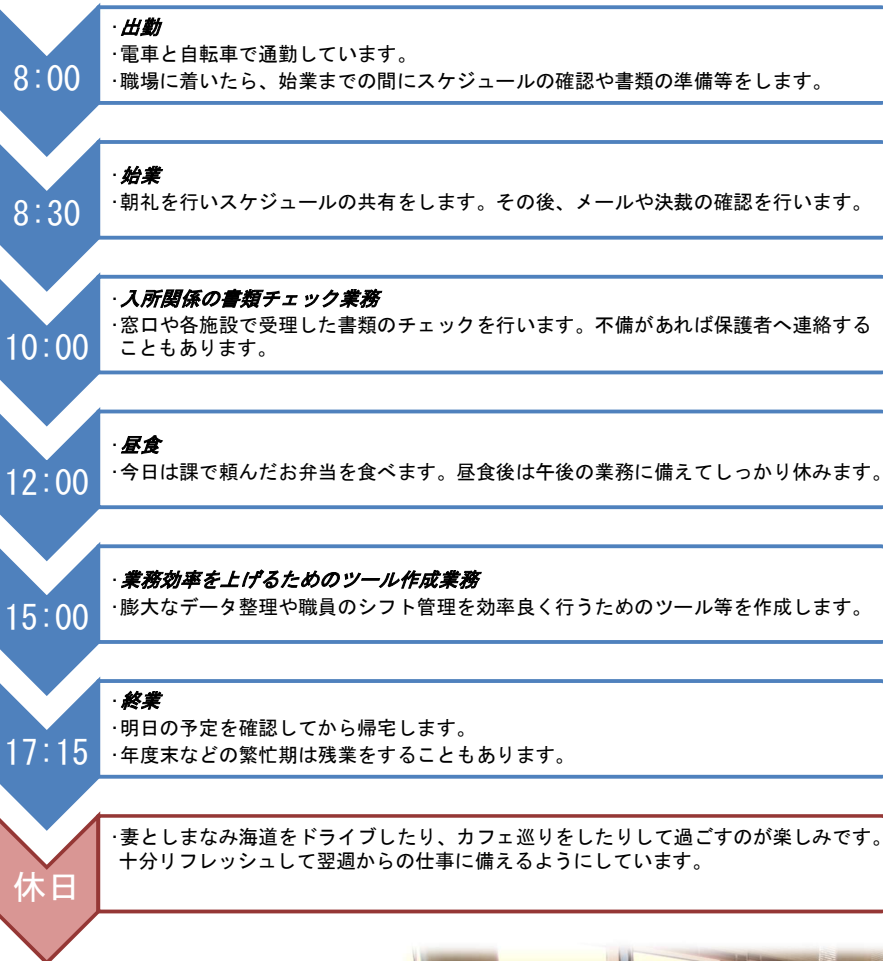 8:00
・出勤
・電車と自転車で通勤しています。
・職場に着いたら、始業までの間にスケジュールの確認や書類の準備等をします。
8:30
・始業
・朝礼を行いスケジュールの共有をします。その後、メールや決裁の確認を行います。
10:00
・入所関係の書類チェック業務
・窓口や各施設で受理した書類のチェックを行います。不備があれば保護者へ連絡する
こともあります。
12:00
・昼食
・今日は課で頼んだお弁当を食べます。昼食後は午後の業務に備えてしっかり休みます。
15:00
・業務効率を上げるためのツール作成業務
・膨大なデータ整理や職員のシフト管理を効率良く行うためのツール等を作成します。
17:15
・終業
・明日の予定を確認してから帰宅します。
・年度末などの繁忙期は残業をすることもあります。
休日
・妻としまなみ海道をドライブしたり、カフェ巡りをしたりして過ごすのが楽しみです。
十分リフレッシュして翌週からの仕事に備えるようにしています。